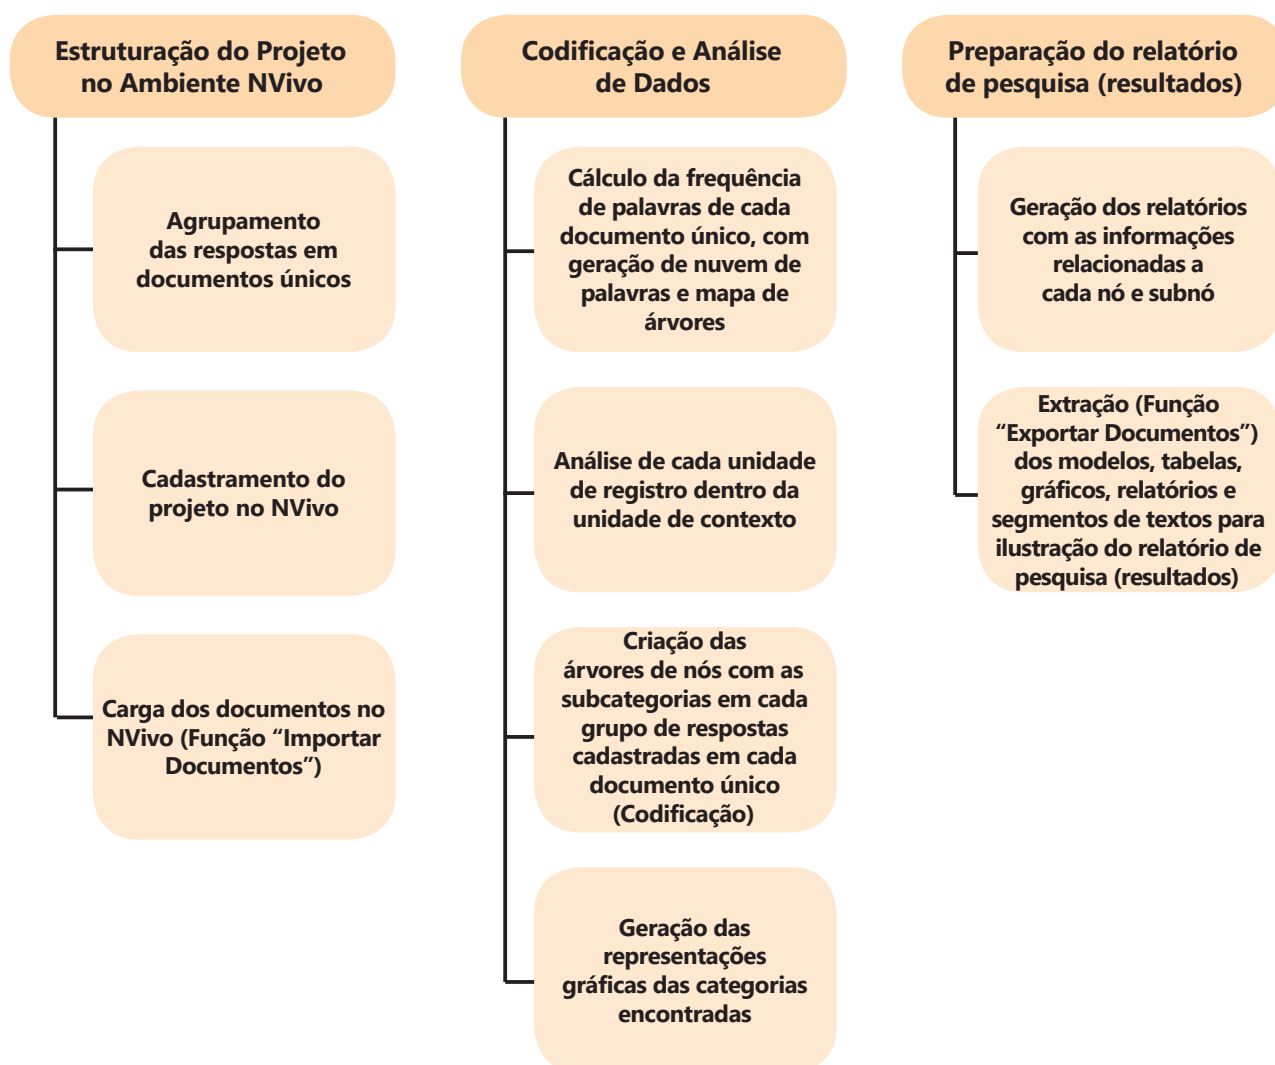 Estruturação do Projeto
no Ambiente NVivo
Agrupamento
das respostas em
documentos únicos
Cadastramento do
projeto no NVivo
Carga dos documentos no
NVivo (Função “Importar
Documentos”)
Codificação e Análise
de Dados
Cálculo da frequência
de palavras de cada
documento único, com
geração de nuvem de
palavras e mapa de
árvores
Análise de cada unidade
de registro dentro da
unidade de contexto
Criação das
árvores de nós com as
subcategorias em cada
grupo de respostas
cadastradas em cada
documento único
(Codificação)
Geração das
representações
gráficas das categorias
encontradas
Preparação do relatório
de pesquisa (resultados)
Geração dos relatórios
com as informações
relacionadas a
cada nó e subnó
Extração (Função
“Exportar Documentos”)
dos modelos, tabelas,
gráficos, relatórios e
segmentos de textos para
ilustração do relatório de
pesquisa (resultados)